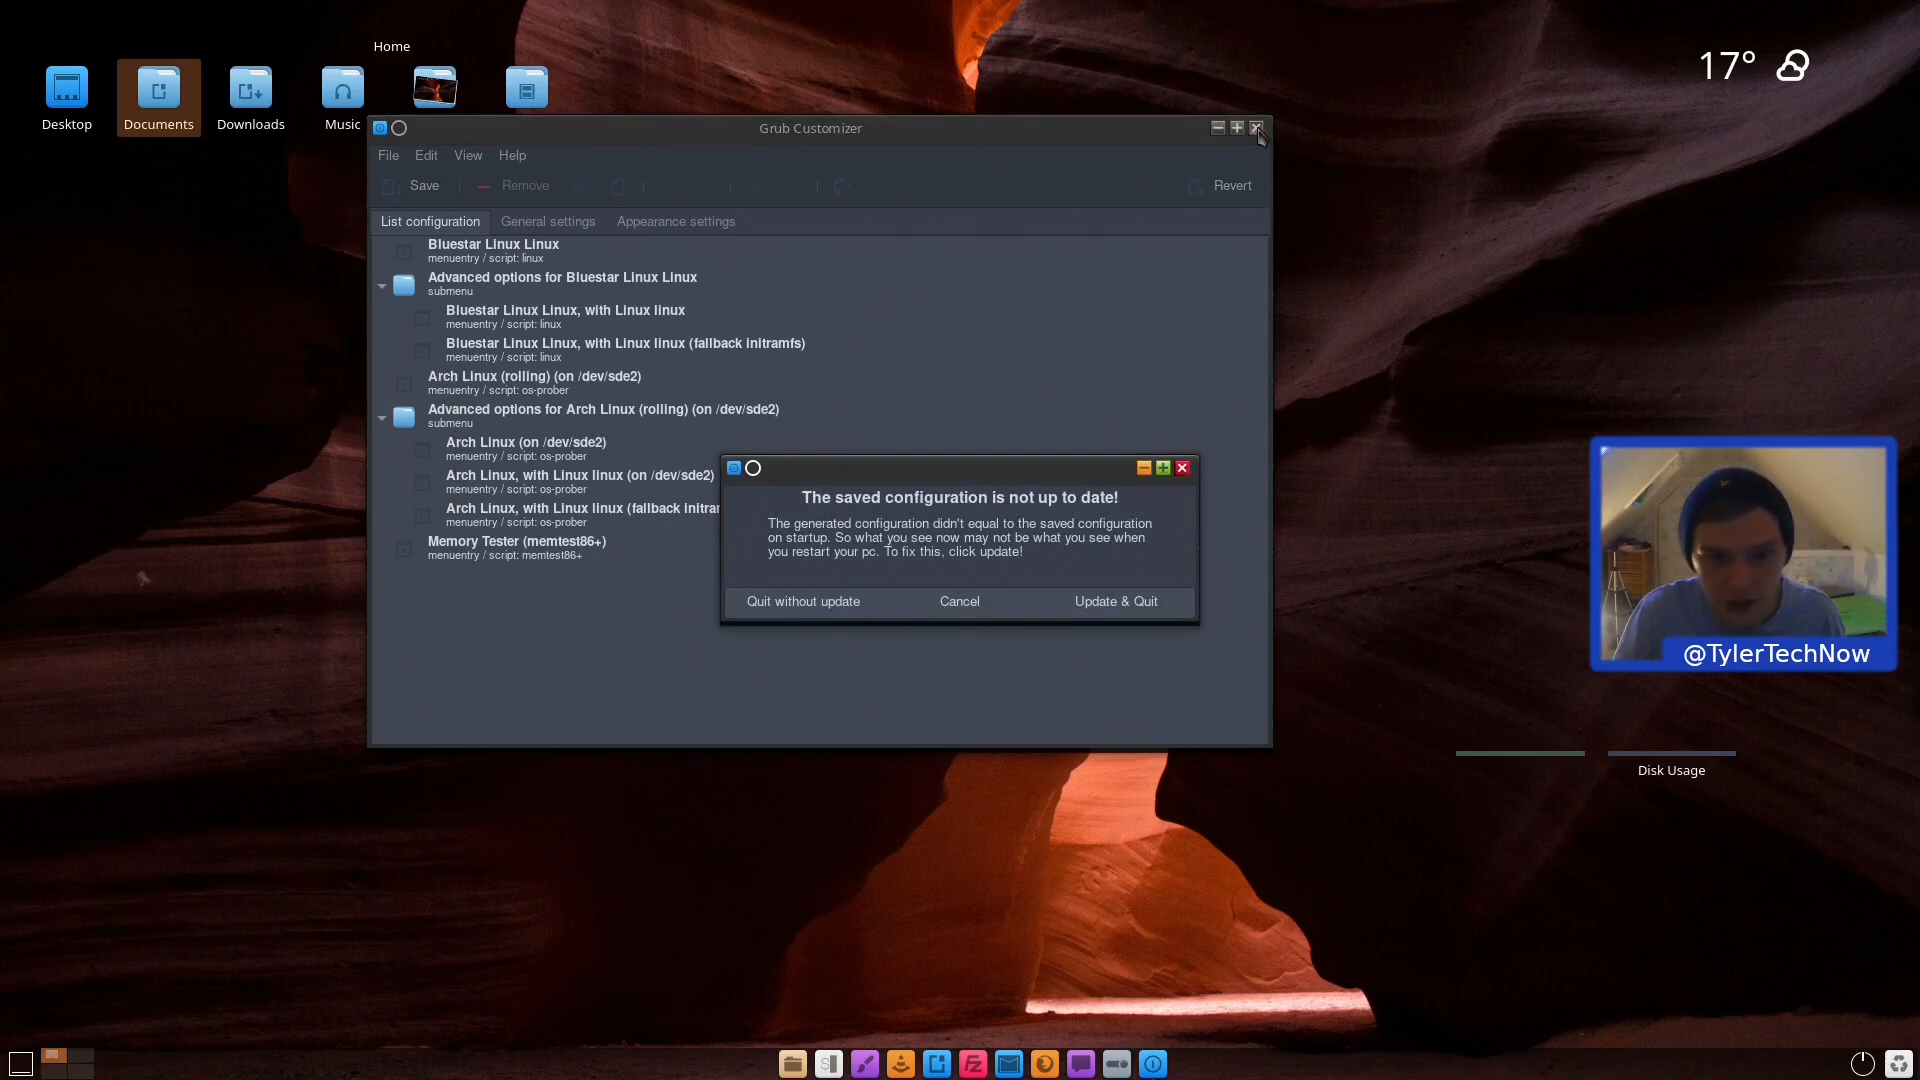 Home
17°
Desktop
Documents
Downloads
Music
Grub Customizer
File Edit View Help
Save
Remove
Revert
List configuration General settings Appearance settings
Bluestar Linux Linux
menuentry / script: linux
Advanced options for Bluestar Linux Linux
submenu
Bluestar Linux Linux, with Linux linux
menuentry / script: linux
Bluestar Linux Linux, with Linux linux (fallback initramfs)
menuentry / script: linux
Arch Linux (rolling) (on /dev/sde2)
menuentry / script: os-prober
Advanced options for Arch Linux (rolling) (on /dev/sde2)
submenu
Arch Linux (on /dev/sde2)
menuentry / script: os-prober
Arch Linux, with Linux linux (on /dev/sde2)
menuentry / script: os-prober
Arch Linux, with Linux linux (fallback initra
menuentry / script: os-prober
Memory Tester (memtest86+)
menuentry / script: memtest86+
The saved configuration is not up to date!
The generated configuration didn't equal to the saved configuration
on startup. So what you see now may not be what you see when
you restart your pc. To fix this, click update!
Quit without update Cancel Update & Quit
@TylerTechNow
Disk Usage